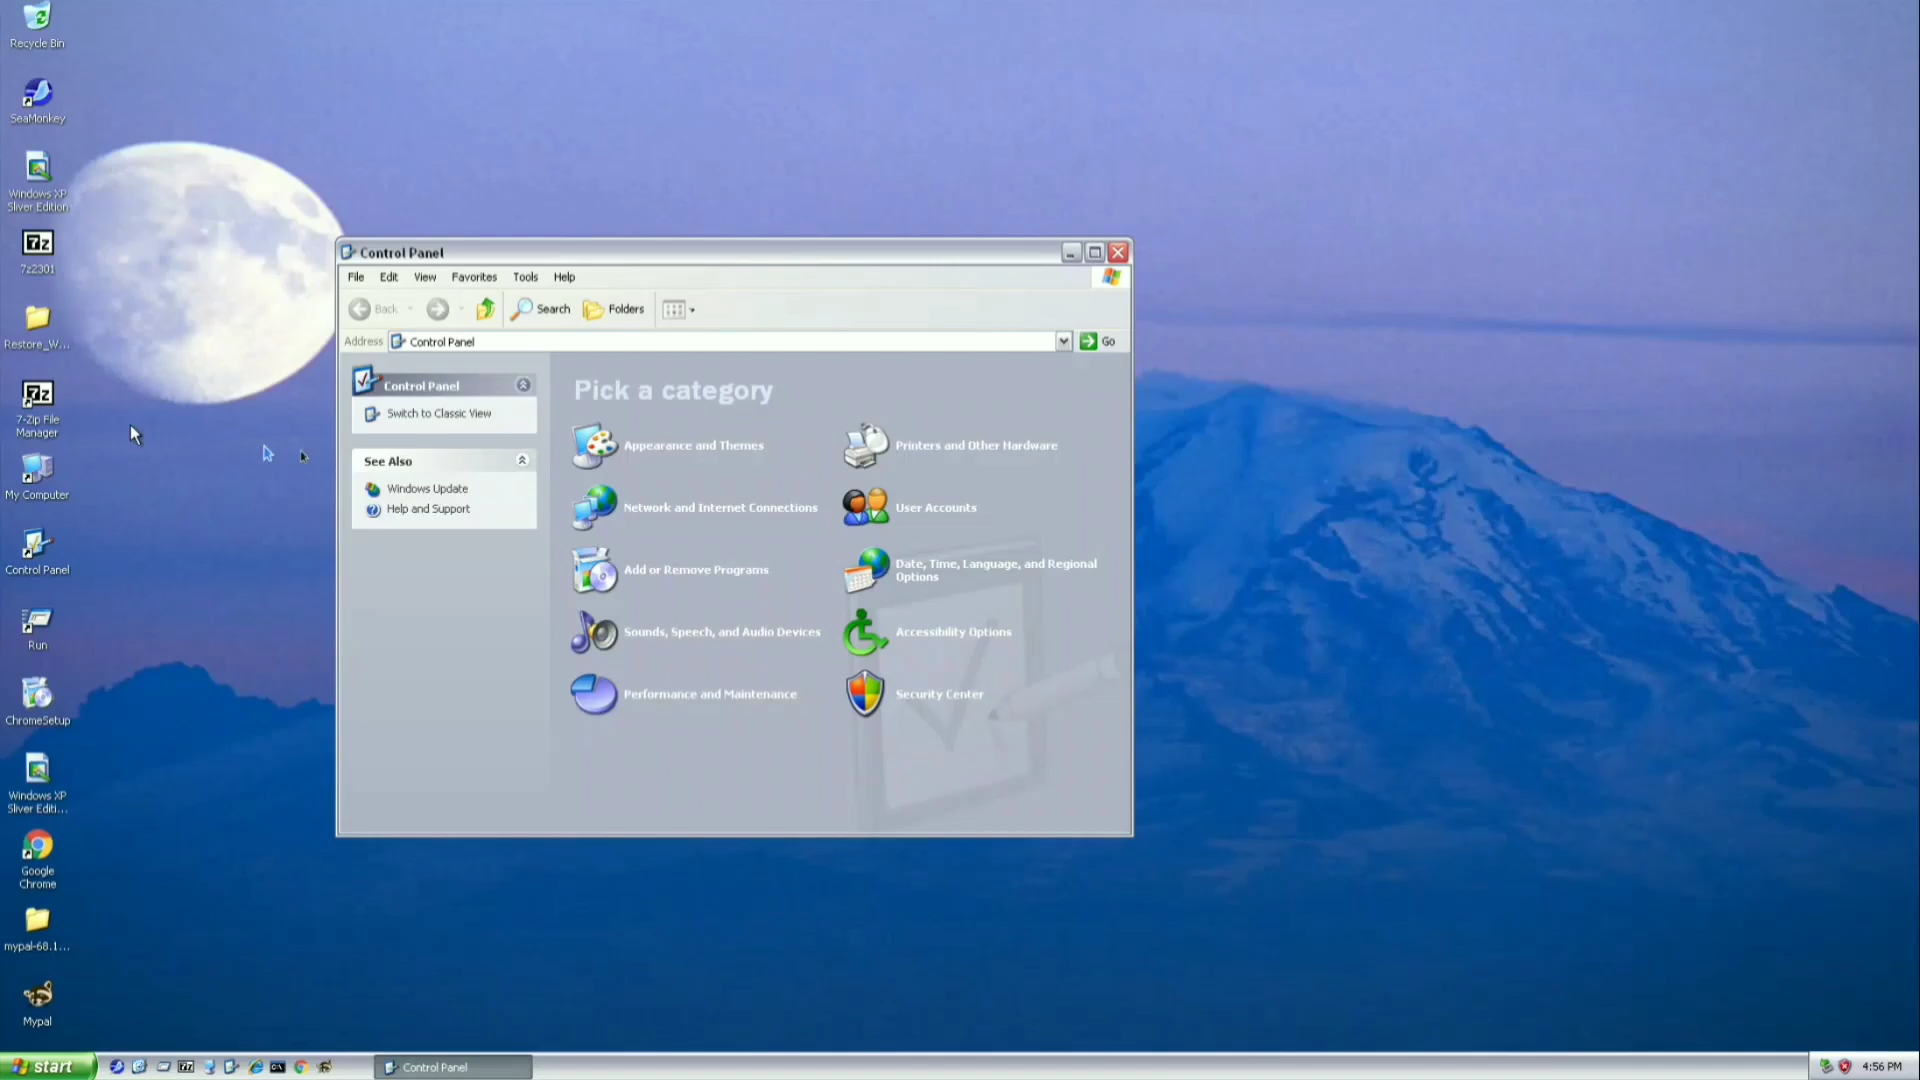 Recycle Bin
SeaMonkey
Windows XP
Sliver Edition
7z2301
Restore_W...
7-Zip File
Manager
My Computer
Control Panel
Run
ChromeSetup
Windows XP
Sliver Editi...
Google
Chrome
mypal-68.1...
Mypal
Control Panel
File Edit View Favorites Tools Help
Back Search Folders
Address Control Panel Go
Control Panel
Switch to Classic View
See Also
Windows Update
Help and Support
Pick a category
Appearance and Themes
Printers and Other Hardware
Network and Internet Connections
User Accounts
Add or Remove Programs
Date, Time, Language, and Regional
Options
Sounds, Speech, and Audio Devices
Accessibility Options
Performance and Maintenance
Security Center
start Control Panel 4:56 PM